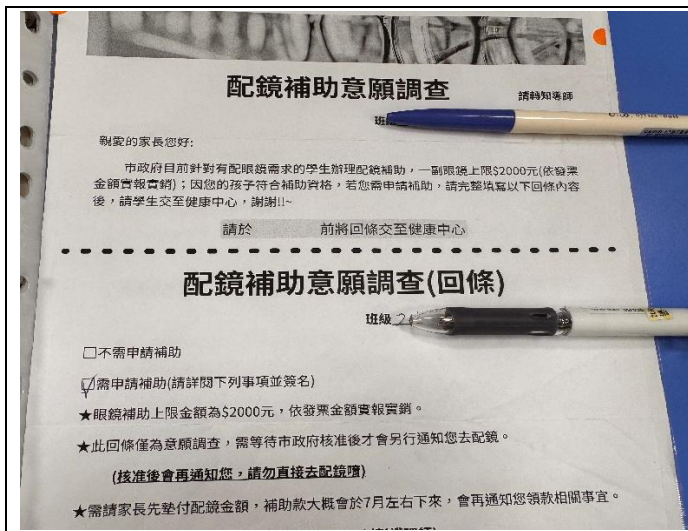 配鏡補助意願調查
請轉知導師
班級
親愛的家長您好:
市政府目前針對有配眼鏡需求的學生辦理配鏡補助，一副眼鏡上限$2000元(依發票
金額實報實銷)；因您的孩子符合補助資格，若您需申請補助，請完整填寫以下回條內容
後，請學生交至健康中心，謝謝!!~
請於 前將回條交至健康中心
配鏡補助意願調查(回條)
班級 2
□不需申請補助
☑需申請補助(請詳閱下列事項並簽名)
★眼鏡補助上限金額為$2000元，依發票金額實報實銷。
★此回條僅為意願調查，需等待市政府核准後才會另行通知您去配鏡。
(核准後會再通知您，請勿直接去配鏡唷)
★需請家長先墊付配鏡金額，補助款大概會於7月左右下來，會再通知您領款相關事宜。